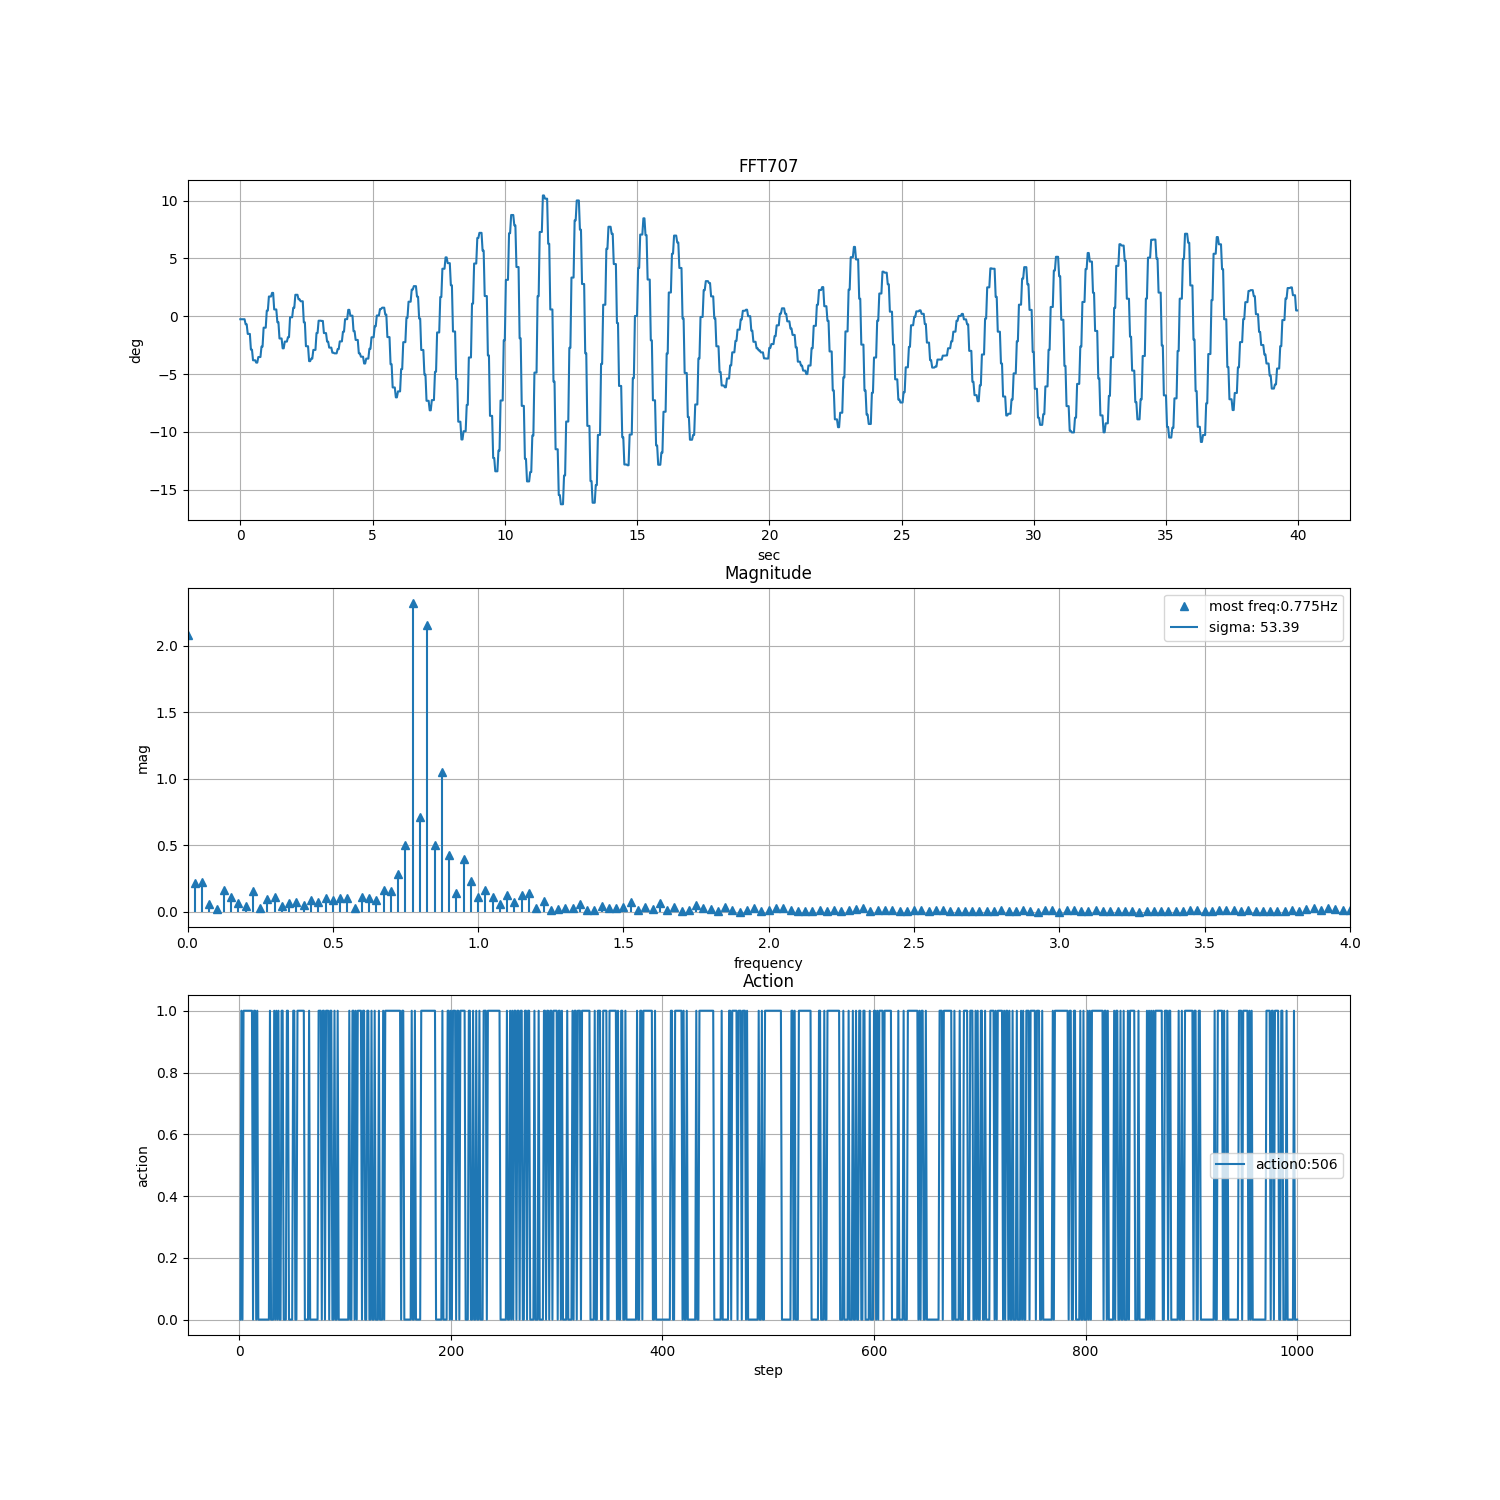 FFT707
10
5
0
−5
−10
−15
deg
0 5 10 15 20 25 30 35 40
sec
Magnitude
most freq:0.775Hz
sigma: 53.39
2.0
1.5
1.0
0.5
0.0
mag
0.0 0.5 1.0 1.5 2.0 2.5 3.0 3.5 4.0
frequency
Action
1.0
0.8
0.6
0.4
0.2
0.0
action
action0:506
0 200 400 600 800 1000
step